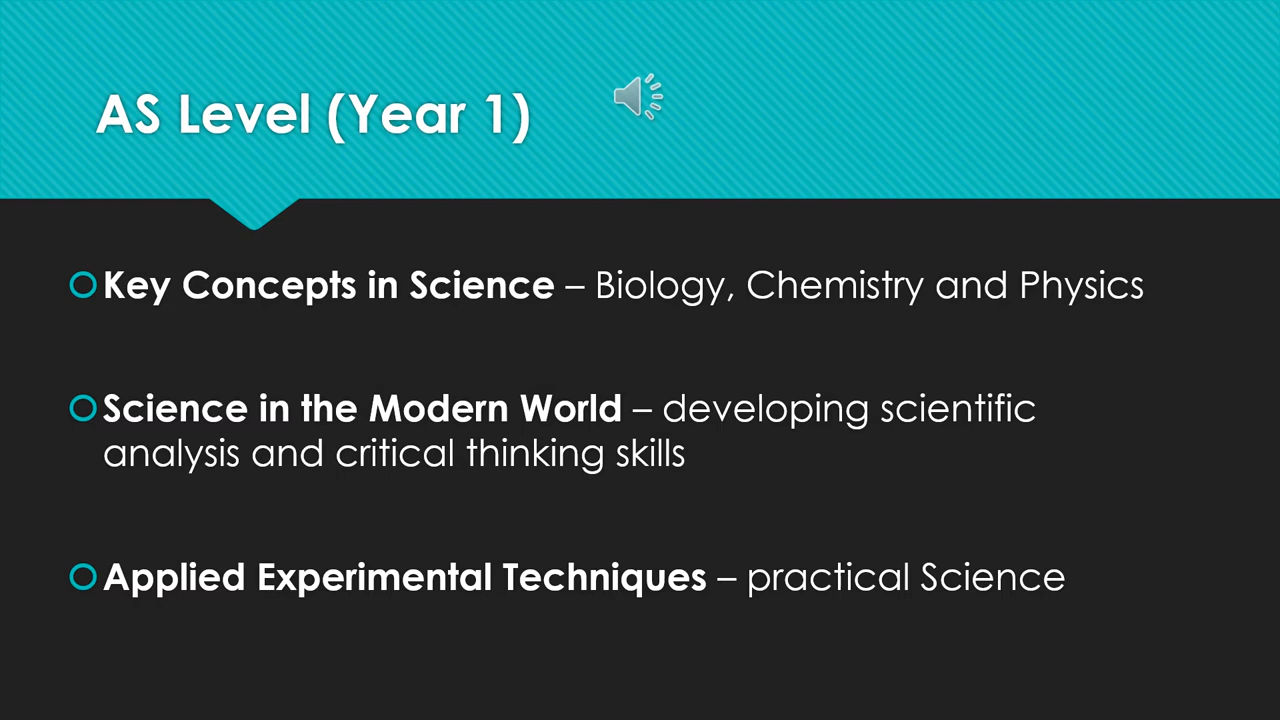 AS Level (Year 1)
Key Concepts in Science – Biology, Chemistry and Physics
Science in the Modern World – developing scientific
analysis and critical thinking skills
Applied Experimental Techniques – practical Science